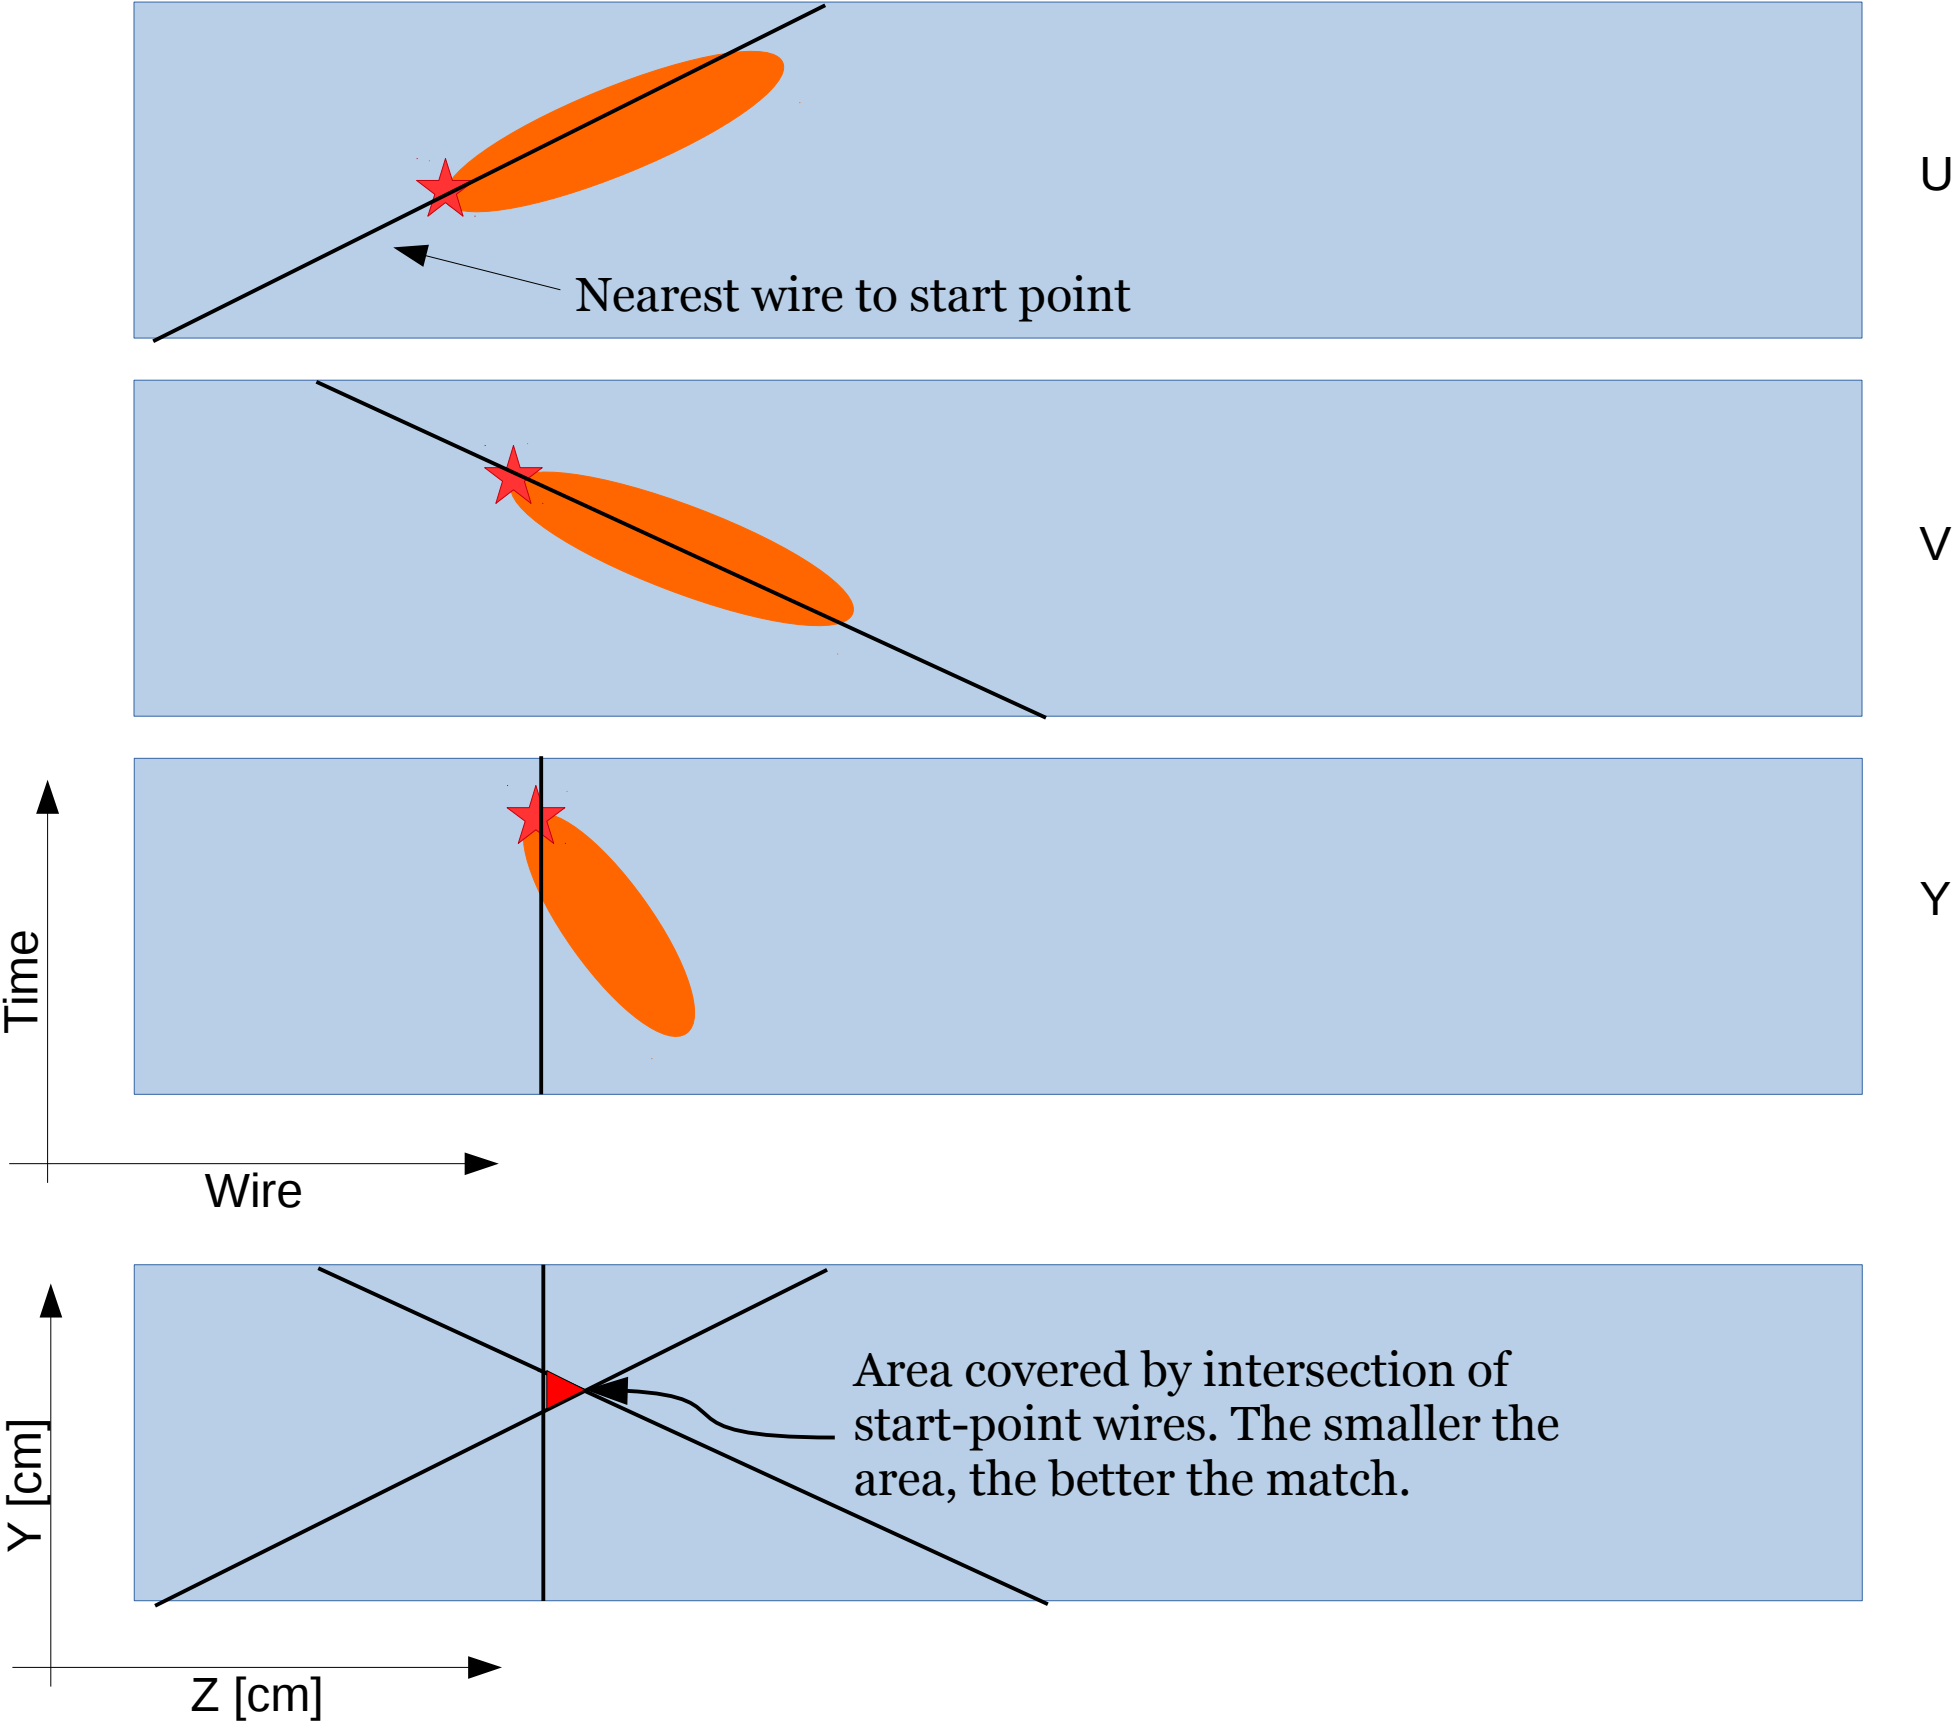 U
Nearest wire to start point
V
Y
Time
Wire
Area covered by intersection of
start-point wires. The smaller the
area, the better the match.
Y [cm]
Z [cm]